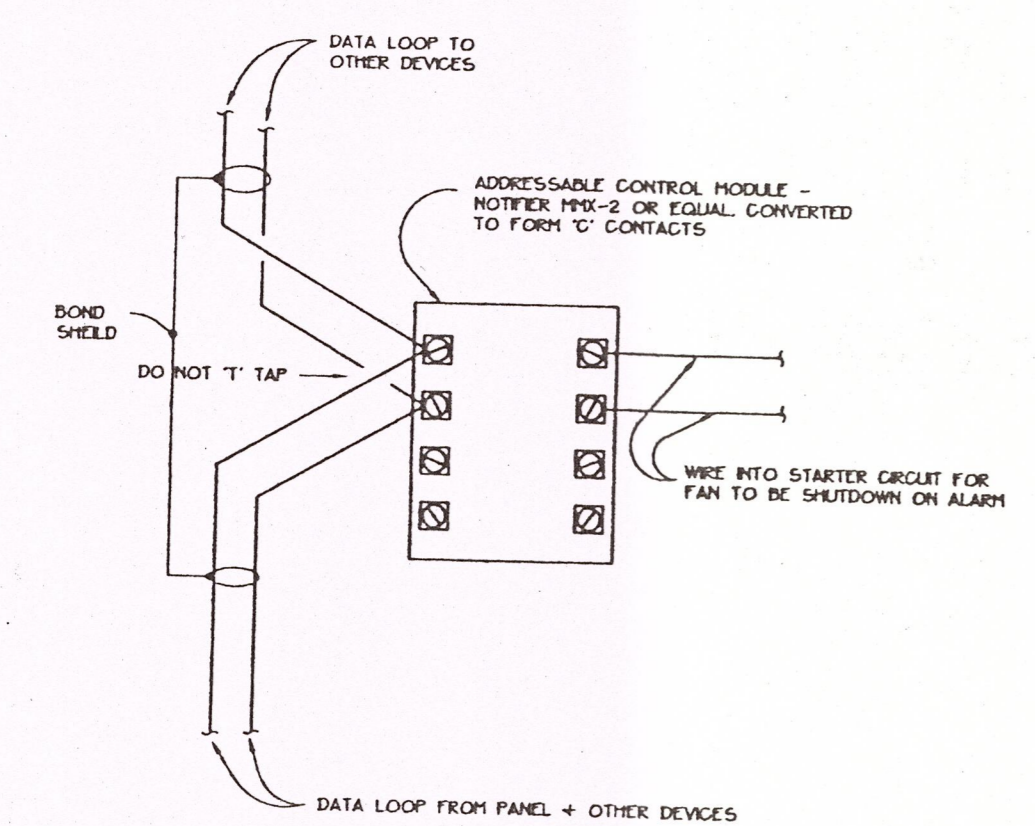 DATA LOOP TO
OTHER DEVICES
ADDRESSABLE CONTROL MODULE -
NOTIFIER MMX-2 OR EQUAL. CONVERTED
TO FORM 'C' CONTACTS
BOND
SHEILD
DO NOT 'T' TAP
WIRE INTO STARTER CIRCUIT FOR
FAN TO BE SHUTDOWN ON ALARM
DATA LOOP FROM PANEL + OTHER DEVICES